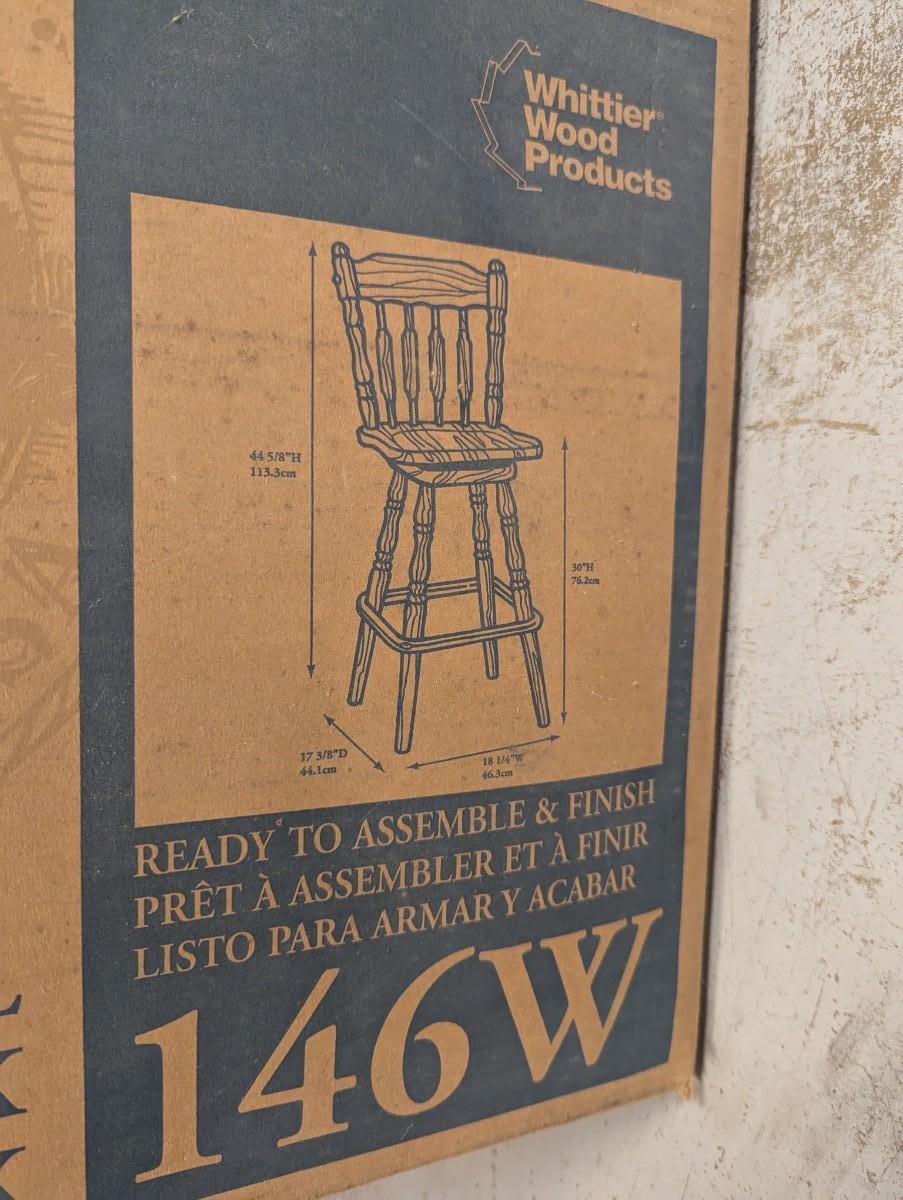 Whittier®
Wood
Products
44 5/8"H
113.3cm
30"H
76.2cm
17 3/8"D
44.1cm
18 1/4"W
46.3cm
READY TO ASSEMBLE & FINISH
PRÊT À ASSEMBLER ET À FINIR
LISTO PARA ARMAR Y ACABAR
146W